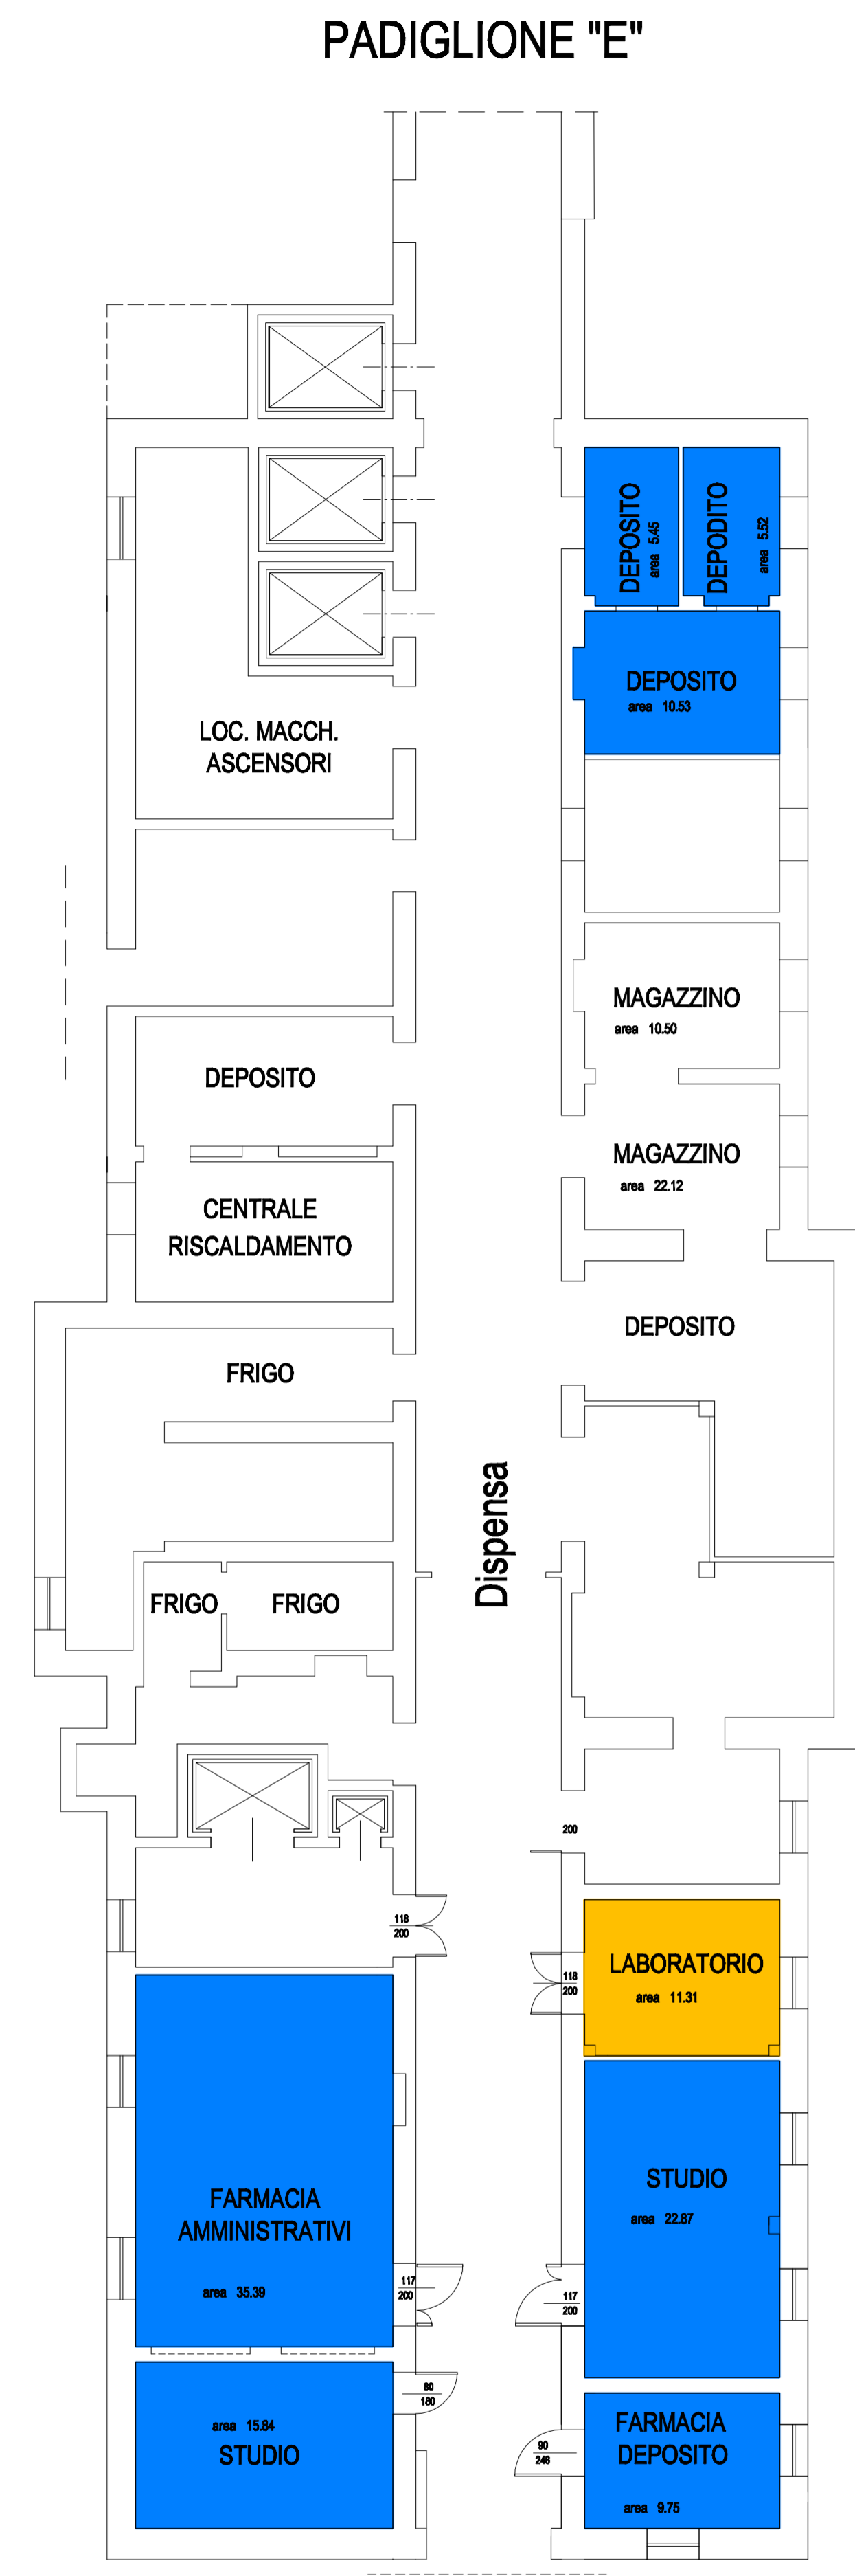 PADIGLIONE "E"
DEPOSITO
area 5.45
DEPODITO
area 5.52
DEPOSITO
area 10.53
LOC. MACCH.
ASCENSORI
MAGAZZINO
area 10.50
DEPOSITO
MAGAZZINO
area 22.12
CENTRALE
RISCALDAMENTO
DEPOSITO
FRIGO
Dispensa
FRIGO
FRIGO
200
118
200
LABORATORIO
area 11.31
118
200
STUDIO
area 22.87
FARMACIA
AMMINISTRATIVI
area 35.39
117
200
117
200
80
180
area 15.84
STUDIO
FARMACIA
DEPOSITO
area 9.75
90
246